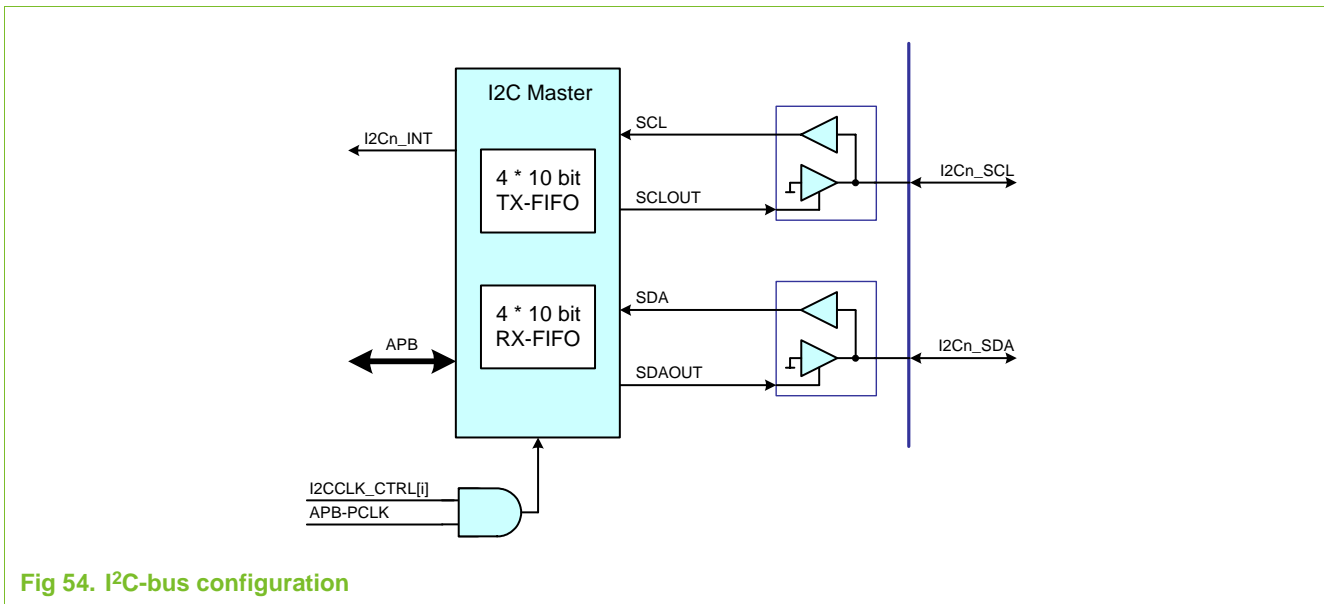 I2C Master
SCL
I2Cn_INT
4 * 10 bit
TX-FIFO
I2Cn_SCL
SCLOUT
SDA
4 * 10 bit
RX-FIFO
APB
I2Cn_SDA
SDAOUT
I2CCLK_CTRL[i]
APB-PCLK
Fig 54. I²C-bus configuration